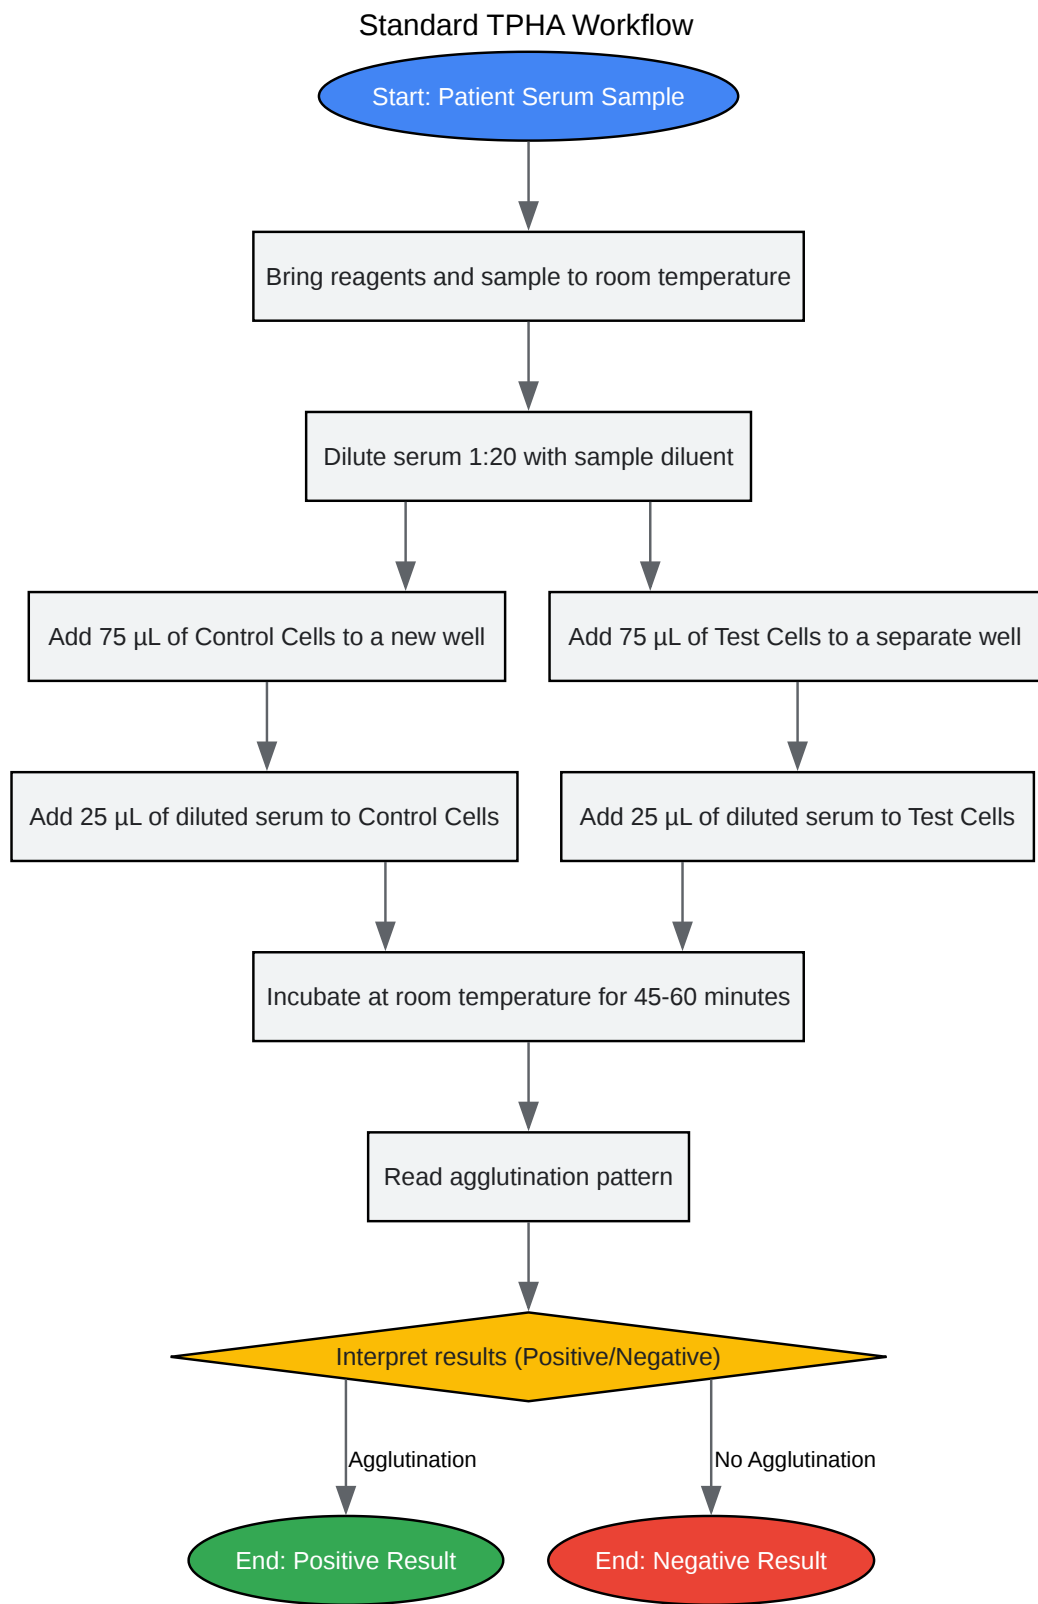 Standard TPHA Workflow
Start: Patient Serum Sample
Bring reagents and sample to room temperature
Dilute serum 1:20 with sample diluent
Add 75 µL of Control Cells to a new well
Add 75 µL of Test Cells to a separate well
Add 25 µL of diluted serum to Control Cells
Add 25 µL of diluted serum to Test Cells
Incubate at room temperature for 45-60 minutes
Read agglutination pattern
Interpret results (Positive/Negative)
Agglutination
No Agglutination
End: Positive Result
End: Negative Result